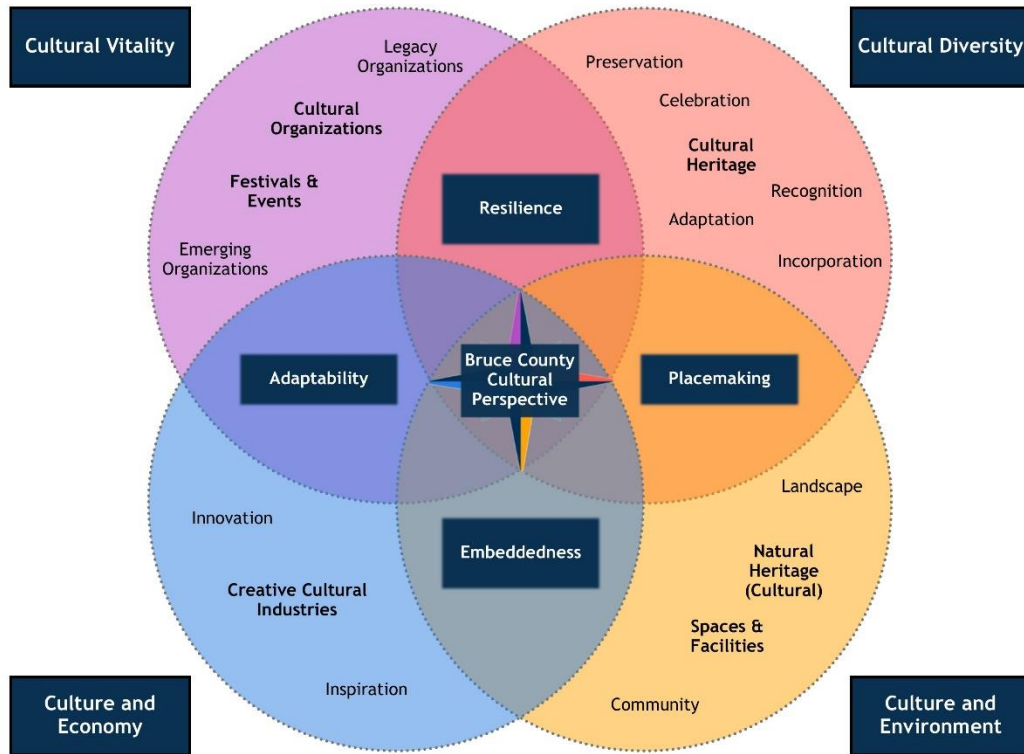 Cultural Vitality
Cultural Diversity
Legacy
Organizations
Cultural
Organizations
Festivals &
Events
Emerging
Organizations
Preservation
Celebration
Cultural
Heritage
Recognition
Adaptation
Incorporation
Resilience
Adaptability
Bruce County
Cultural
Perspective
Placemaking
Embeddedness
Innovation
Creative Cultural
Industries
Inspiration
Landscape
Natural
Heritage
(Cultural)
Spaces &
Facilities
Community
Culture and
Economy
Culture and
Environment